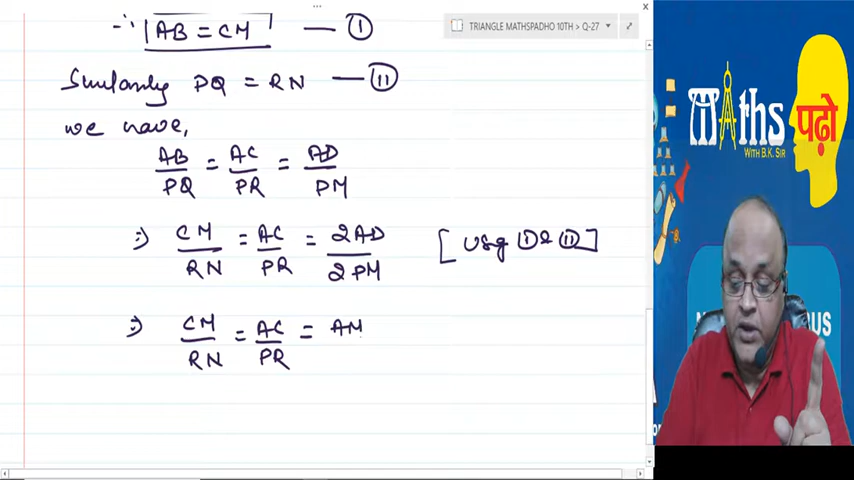 ∴ AB = CM — (I)
TRIANGLE MATHSPADHO 10TH > Q-27
Similarly PQ = RN — (II)
we have,
AB/PQ = AC/PR = AD/PM
⇒ CM/RN = AC/PR = 2AD/2PM [Usg (I) & (II)]
⇒ CM/RN = AC/PR = AM
Maths पढ़ो
WITH B.K. SIR